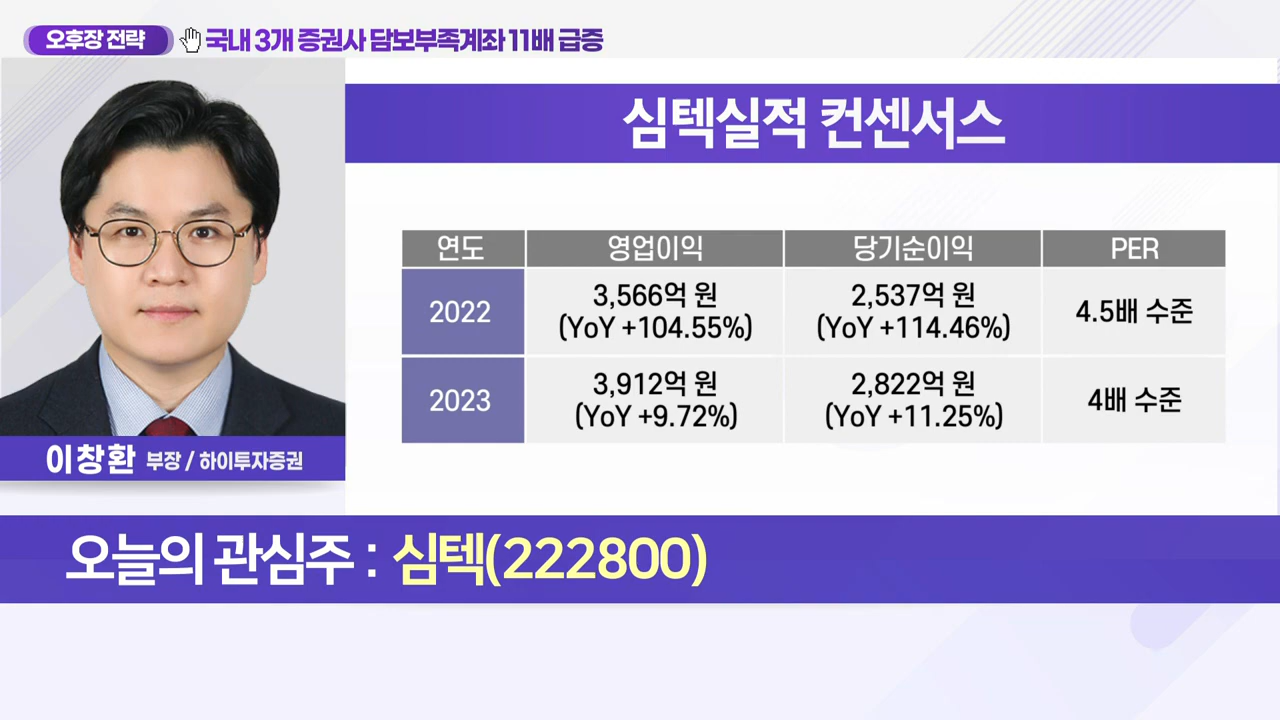 오후장 전략 국내 3개 증권사 담보부족계좌 11배 급증
심텍실적 컨센서스
연도 영업이익 당기순이익 PER
2022 3,566억 원 (YoY +104.55%) 2,537억 원 (YoY +114.46%) 4.5배 수준
2023 3,912억 원 (YoY +9.72%) 2,822억 원 (YoY +11.25%) 4배 수준
이창환 부장 / 하이투자증권
오늘의 관심주 : 심텍(222800)